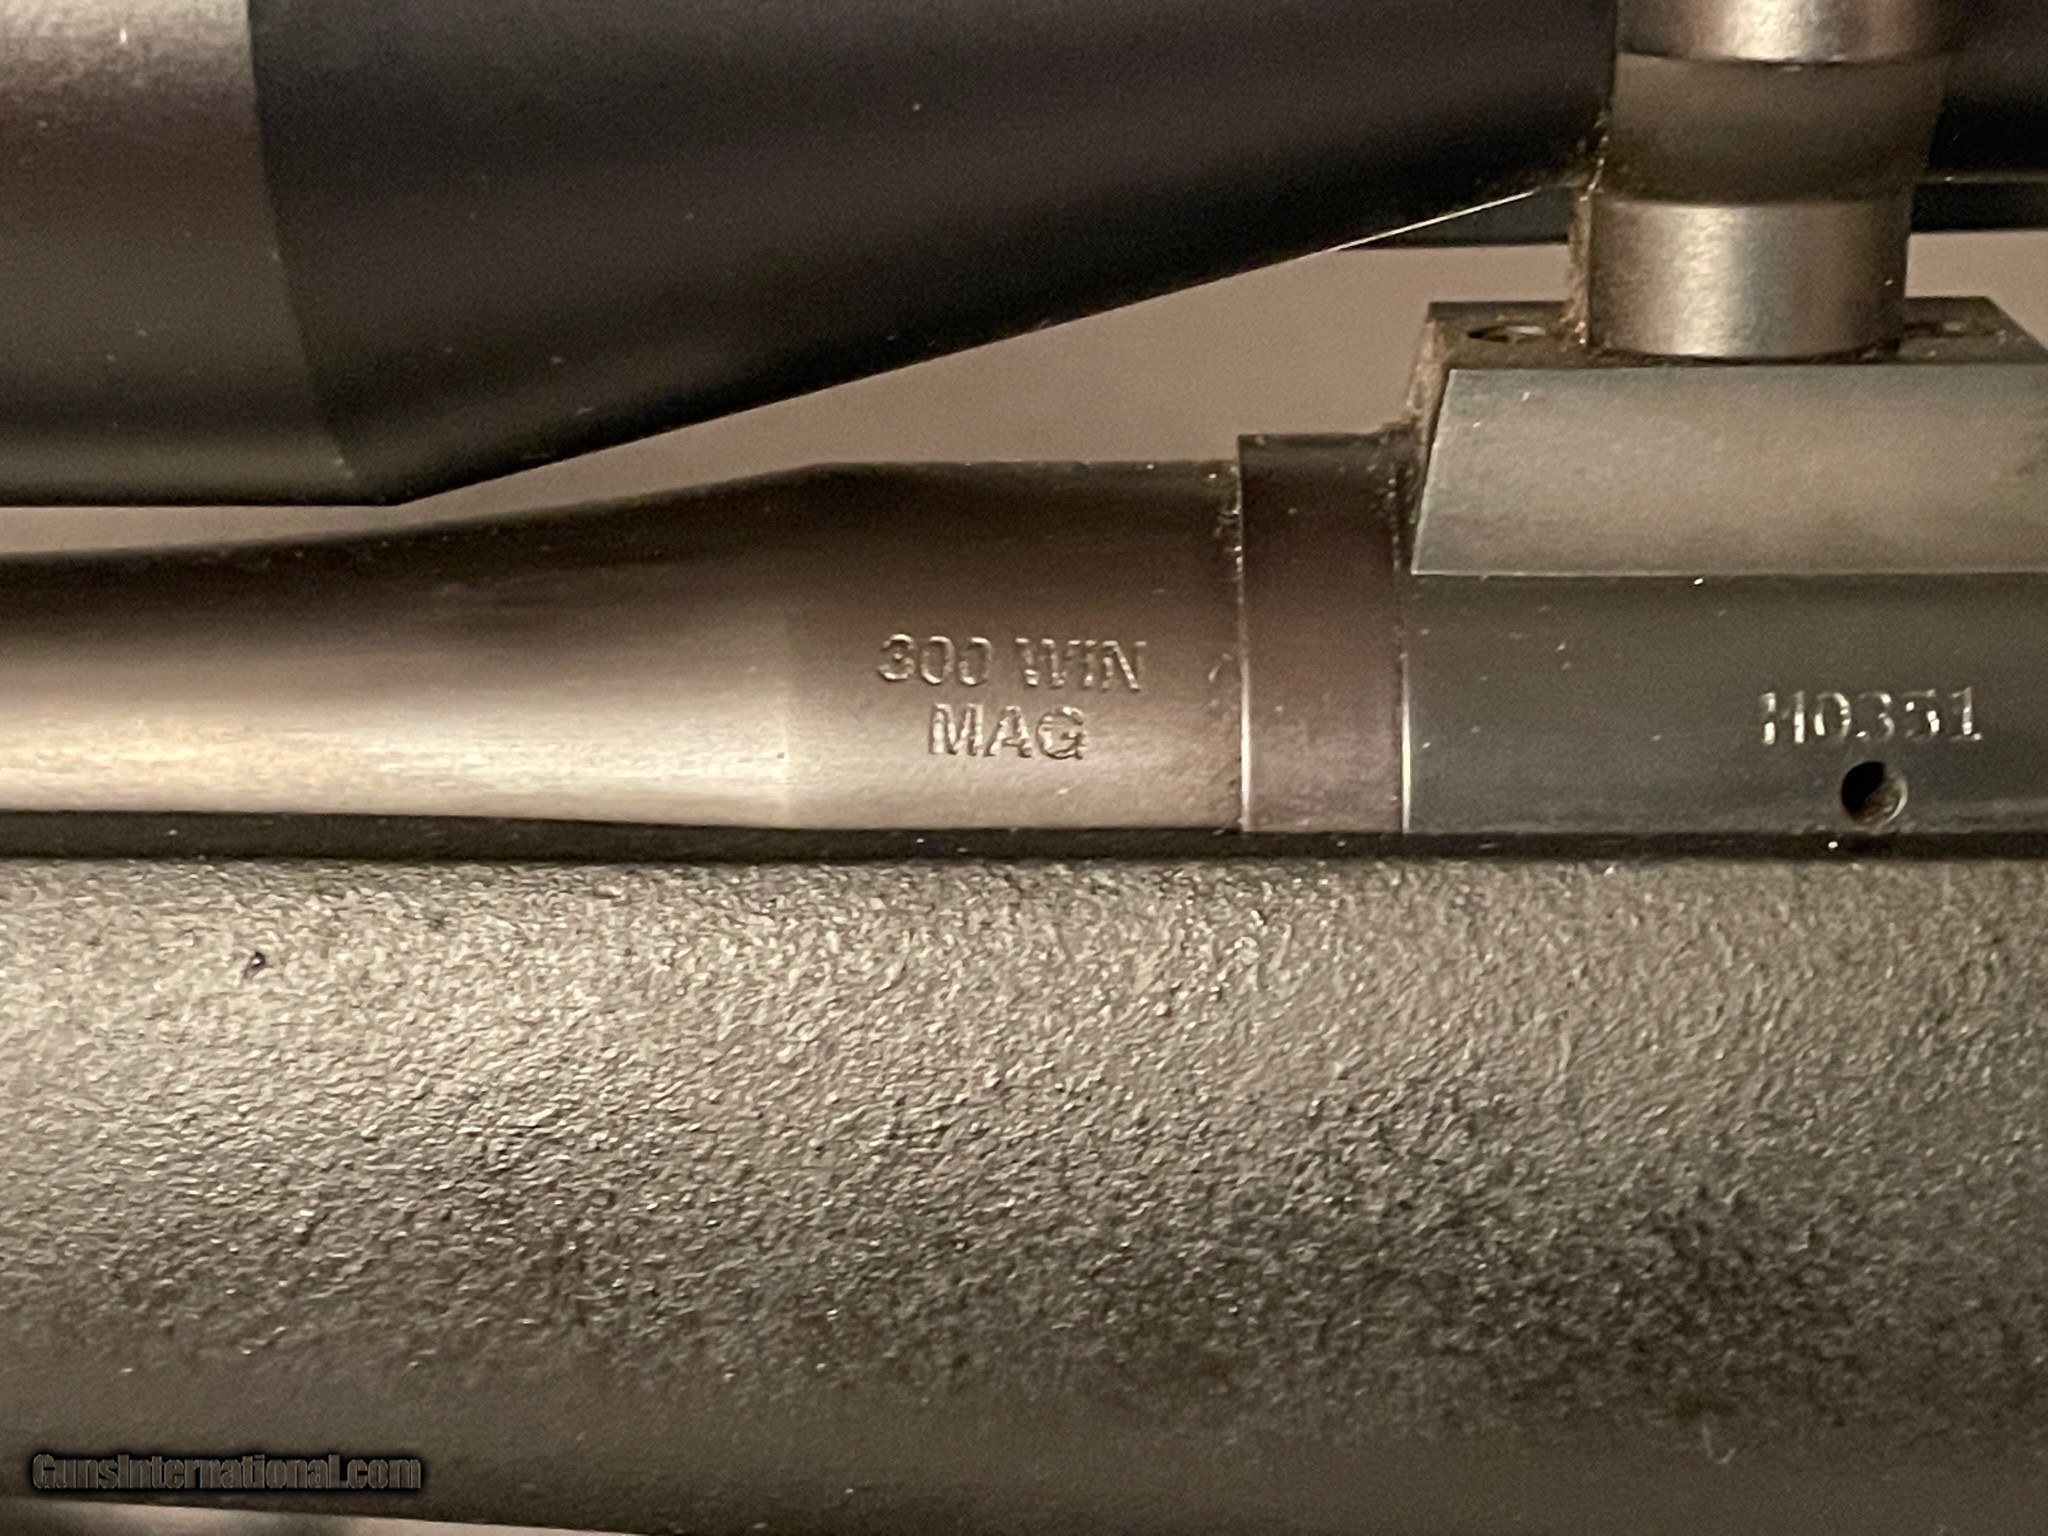 300 WIN
MAG
H0351
GunsInternational.com